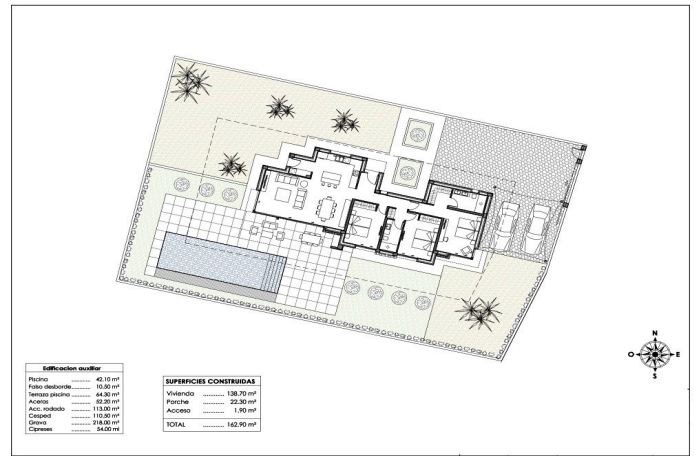 N
O
E
S
Edificacion auxiliar
Piscina ............ 42.10 m²
Falso desborde............ 10.50 m²
Terraza piscina ............ 64.30 m²
Aceras ............ 52.20 m²
Acc. rodado ............ 113.00 m²
Cesped ............ 110.50 m²
Grava ............ 218.00 m²
Cipreses ............ 54.00 ml
SUPERFICIES CONSTRUIDAS
Vivienda ............ 138.70 m²
Porche ............ 22.30 m²
Acceso ............ 1.90 m²
TOTAL ............ 162.90 m²